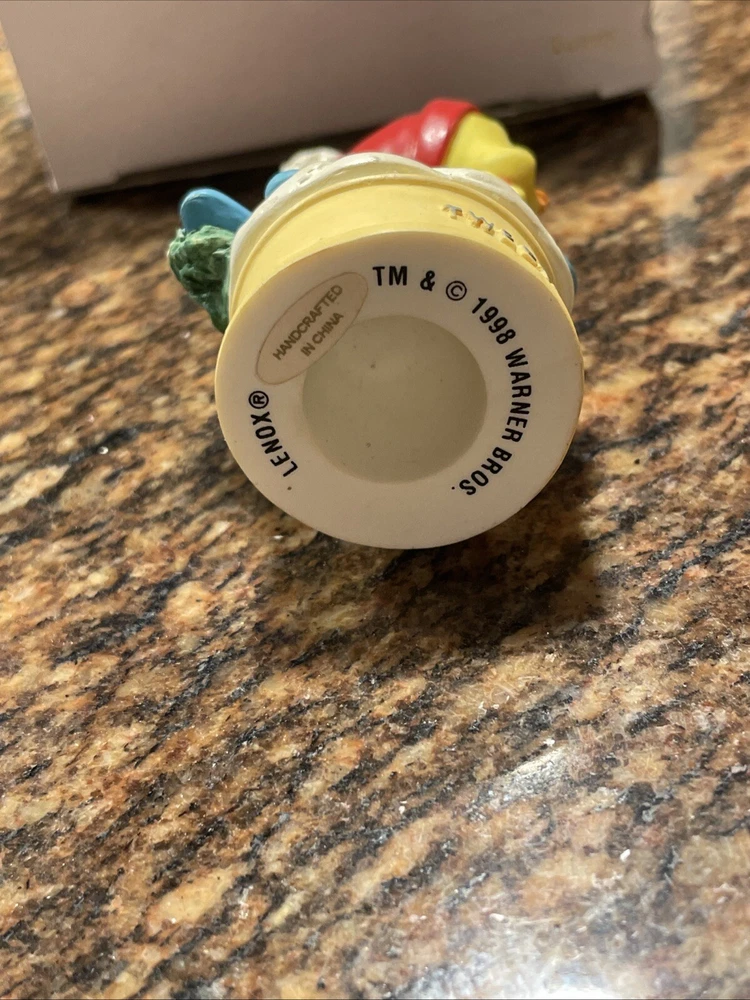 TM & © 1998 WARNER BROS.
LENOX®
HANDCRAFTED
IN CHINA